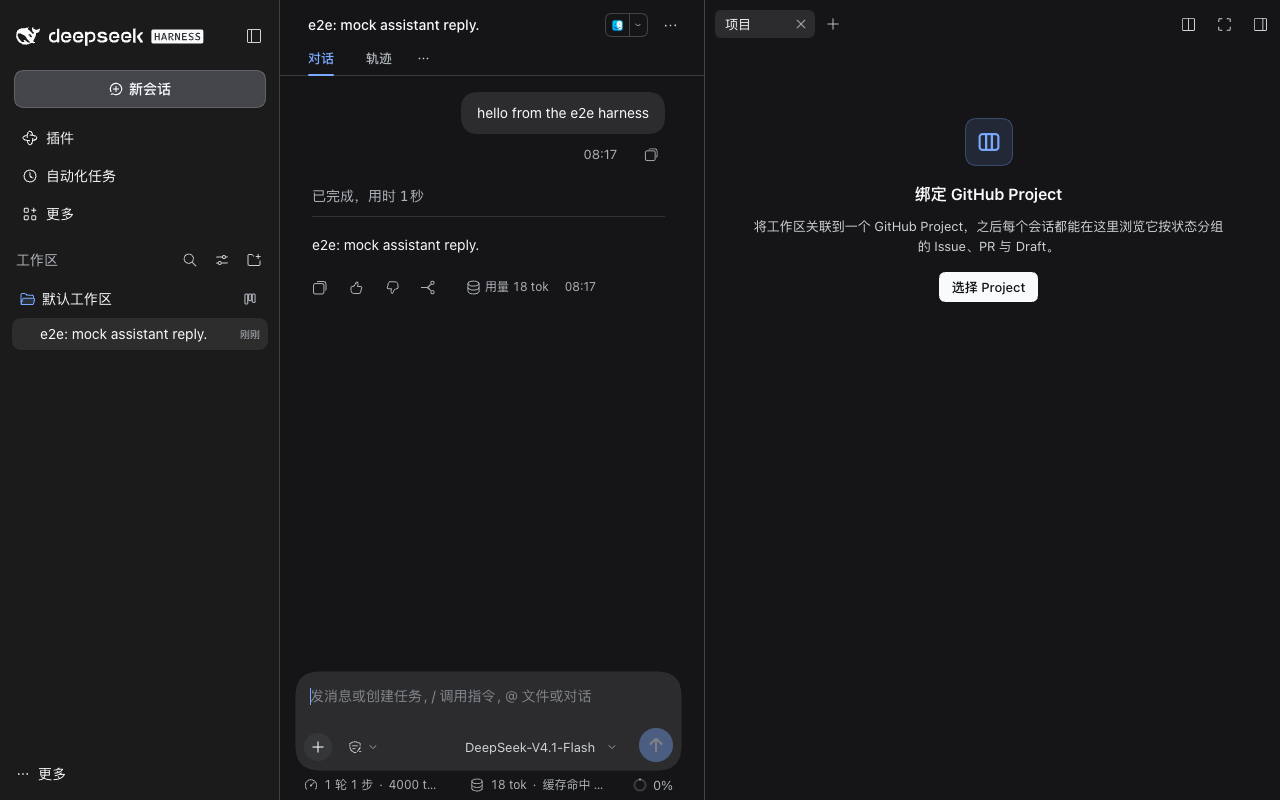 deepseek HARNESS
新会话
插件
自动化任务
更多
工作区
默认工作区
e2e: mock assistant reply.
刚刚
更多
e2e: mock assistant reply.
对话
轨迹
hello from the e2e harness
08:17
已完成，用时 1秒
e2e: mock assistant reply.
用量 18 tok
08:17
发消息或创建任务, / 调用指令, @ 文件或对话
DeepSeek-V4.1-Flash
1 轮 1 步 · 4000 t...
18 tok · 缓存命中 ...
0%
项目
绑定 GitHub Project
将工作区关联到一个 GitHub Project，之后每个会话都能在这里浏览它按状态分组
的 Issue、PR 与 Draft。
选择 Project